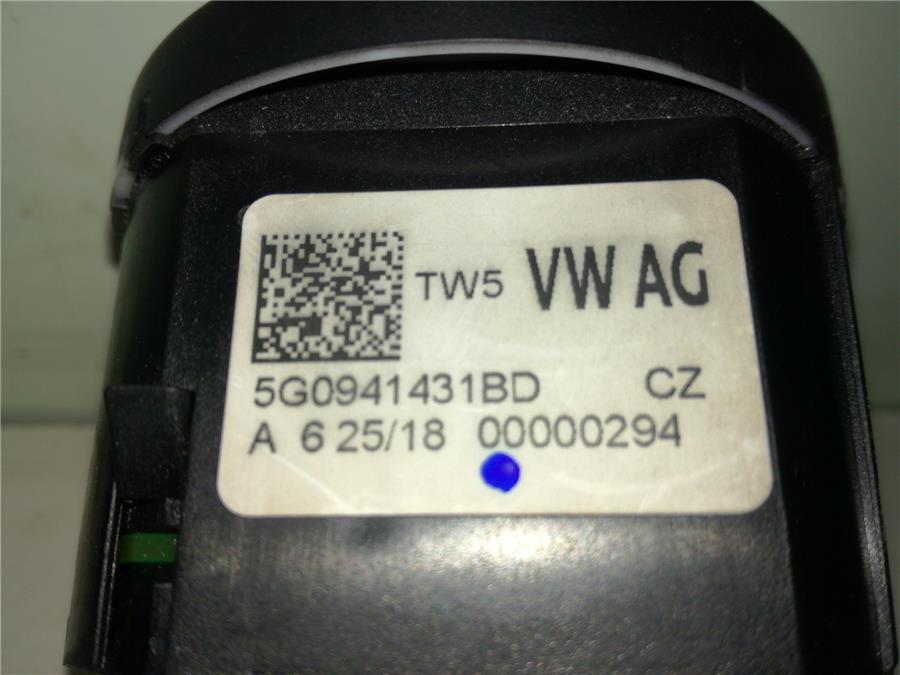 TW5 VW AG
5G0941431BD CZ
A 6 25/18 00000294